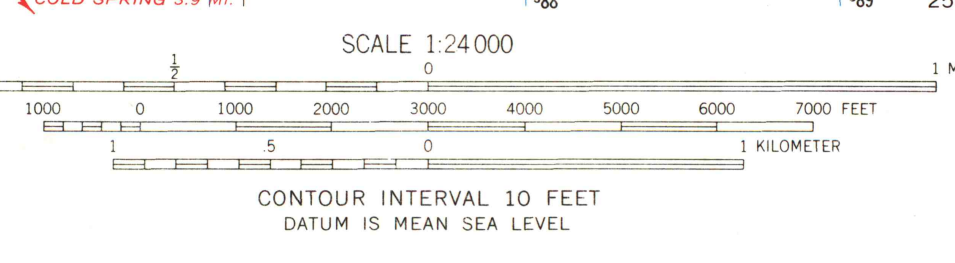 COLD SPRING 3.9 MI.
SCALE 1:24 000
1/2 0 1
1000 0 1000 2000 3000 4000 5000 6000 7000 FEET
1 .5 0 1 KILOMETER
CONTOUR INTERVAL 10 FEET
DATUM IS MEAN SEA LEVEL